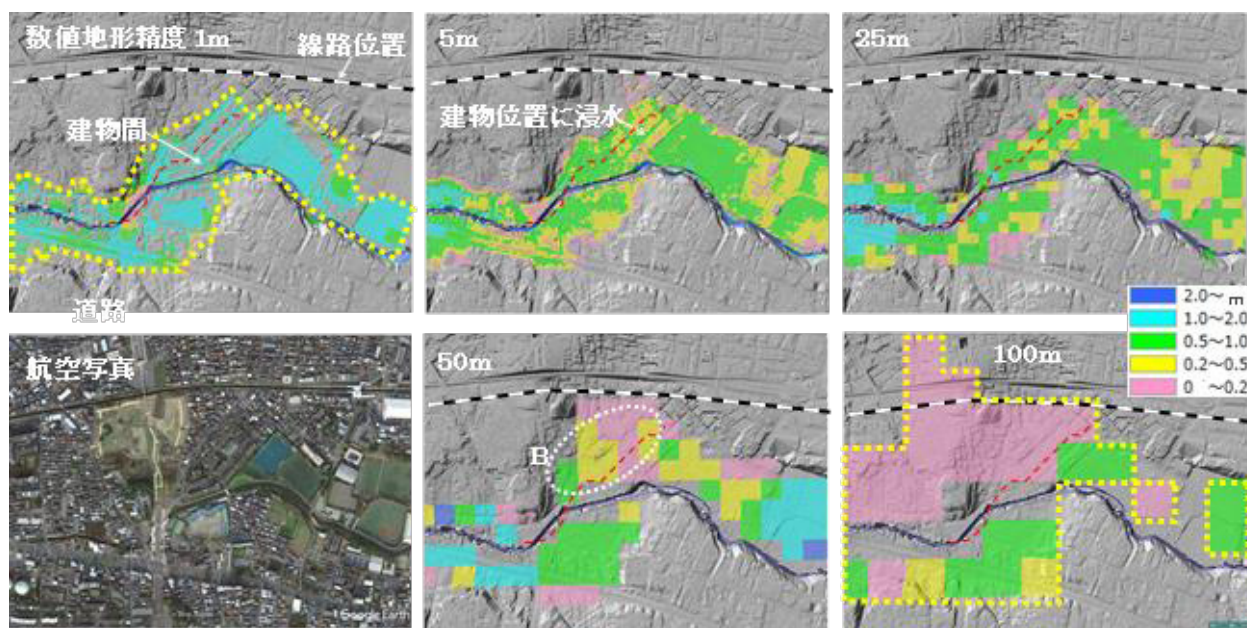 数値地形精度 1m
線路位置
建物間
道路
5m
建物位置に浸水
25m
航空写真
Google Earth
50m
B
100m
2.0～ m
1.0～2.0
0.5～1.0
0.2～0.5
0 ～0.2